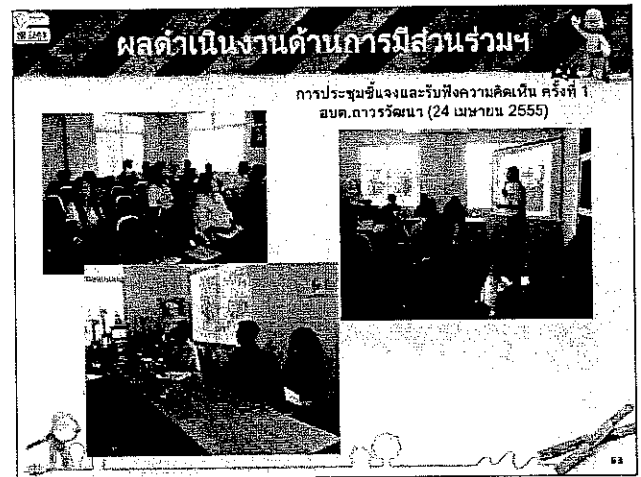 ผลดำเนินงานด้านการมีส่วนร่วมฯ
การประชุมชี้แจงและรับฟังความคิดเห็น ครั้งที่ 1
อบต.ถาวรวัฒนา (24 เมษายน 2555)
63